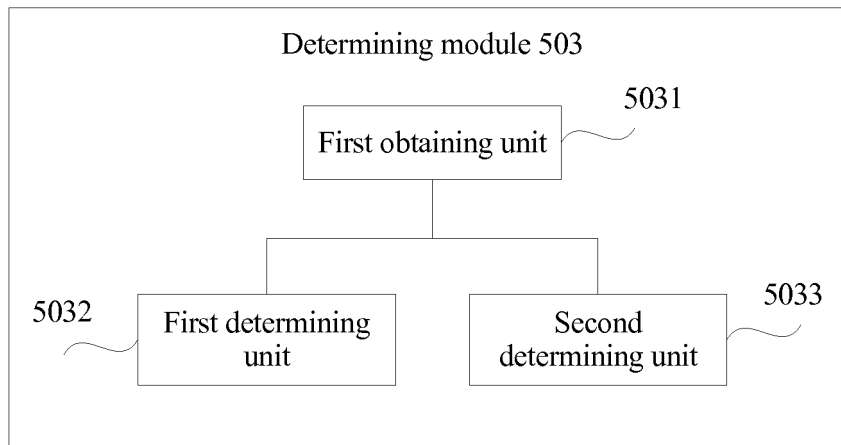 Determining module 503
5031
First obtaining unit
5032
First determining
unit
5033
Second
determining unit